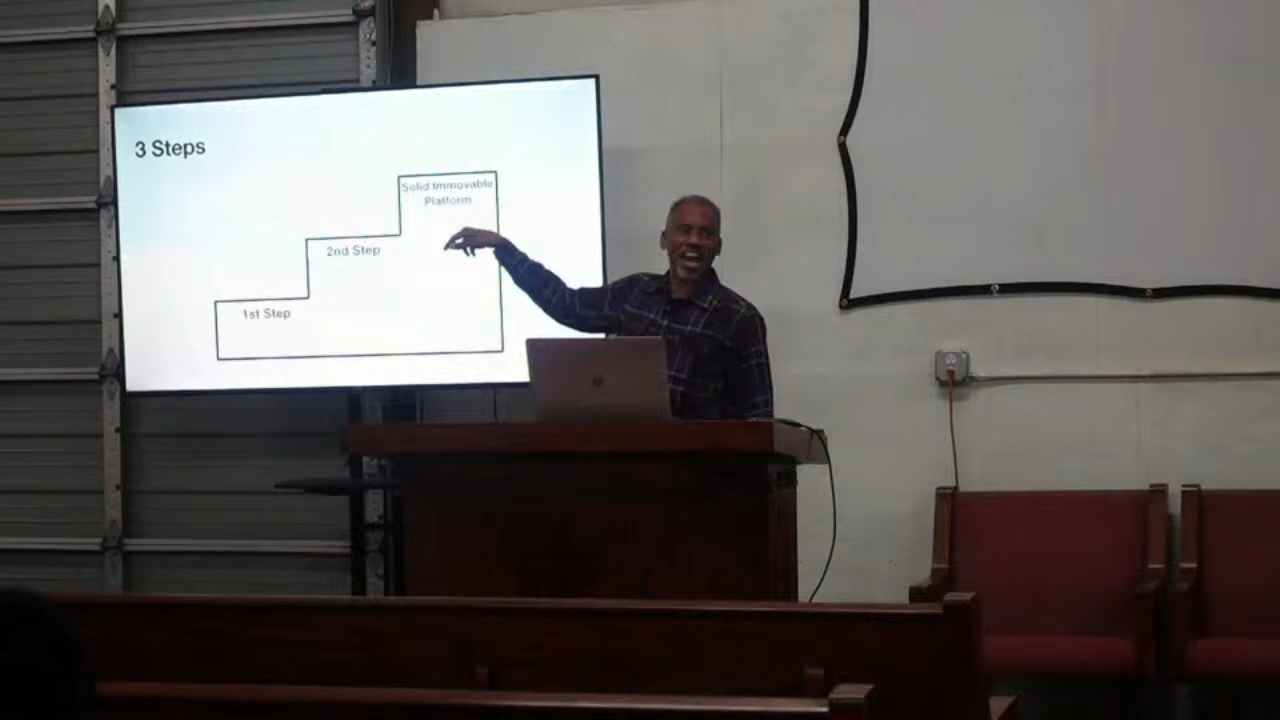 3 Steps
Solid Immovable
Platform
2nd Step
1st Step